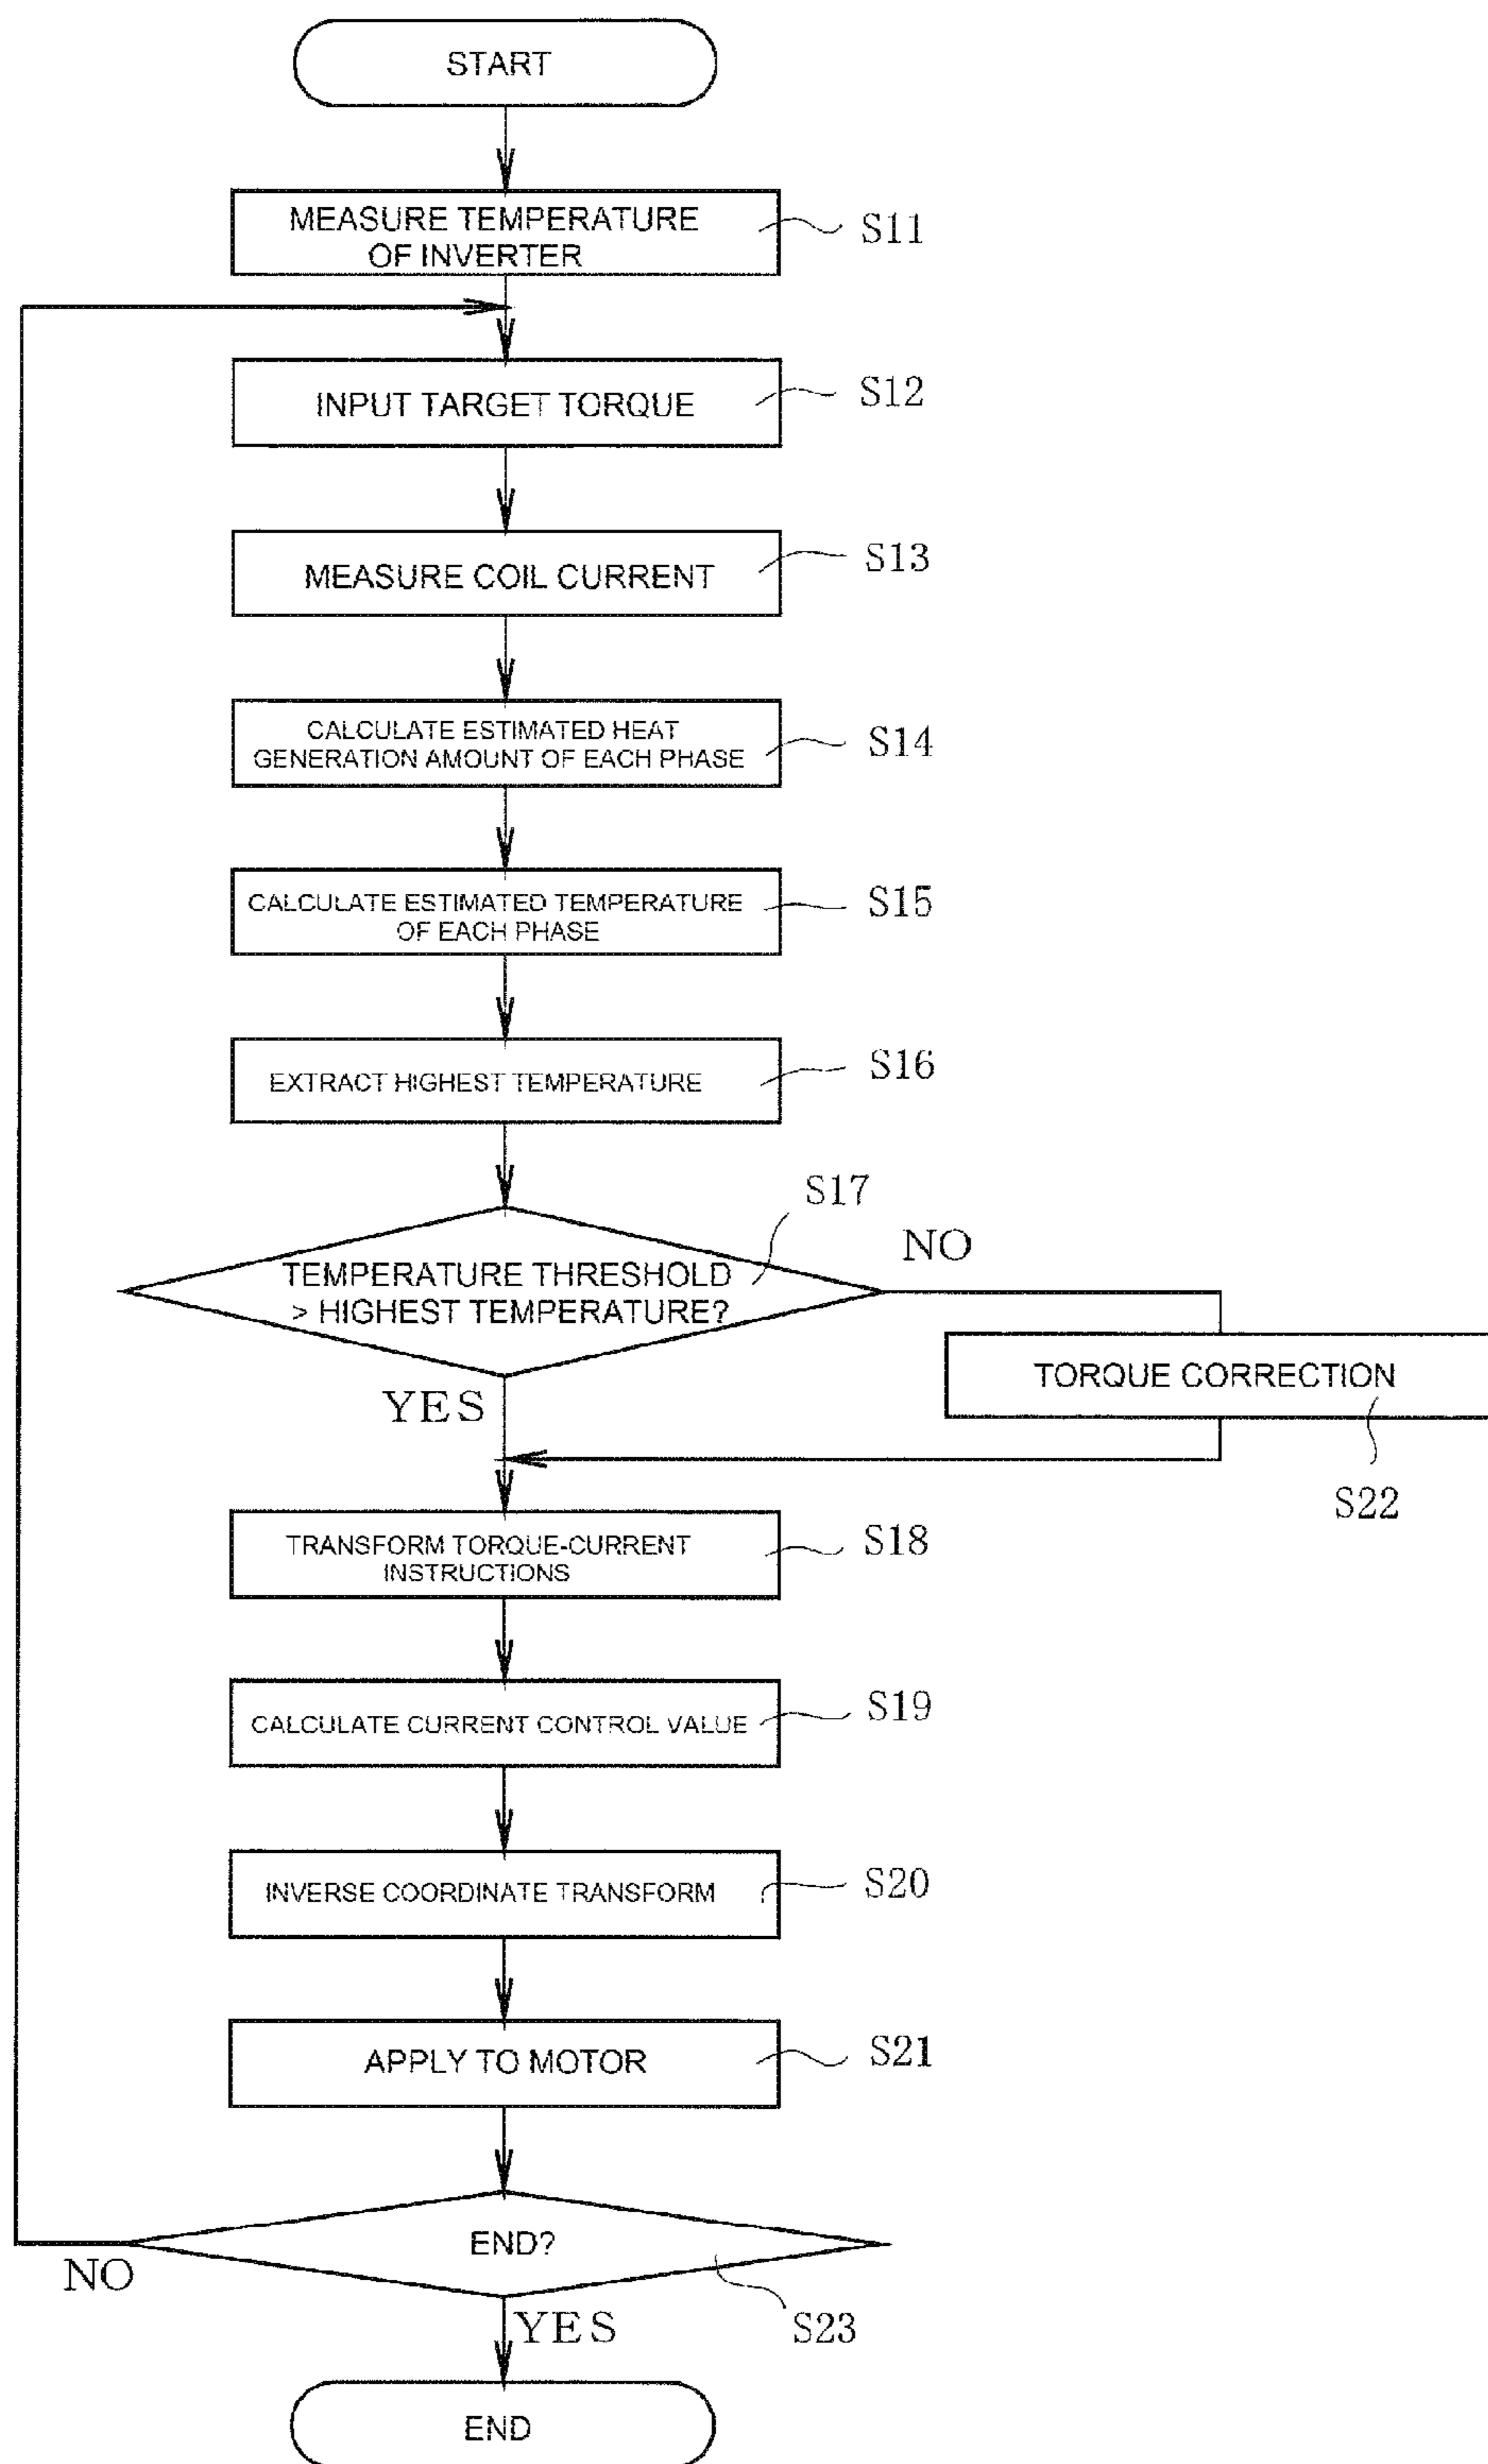 START
MEASURE TEMPERATURE
OF INVERTER
S11
INPUT TARGET TORQUE
S12
MEASURE COIL CURRENT
S13
CALCULATE ESTIMATED HEAT
GENERATION AMOUNT OF EACH PHASE
S14
CALCULATE ESTIMATED TEMPERATURE
OF EACH PHASE
S15
EXTRACT HIGHEST TEMPERATURE
S16
S17
TEMPERATURE THRESHOLD
> HIGHEST TEMPERATURE?
NO
YES
TORQUE CORRECTION
S22
TRANSFORM TORQUE-CURRENT
INSTRUCTIONS
S18
CALCULATE CURRENT CONTROL VALUE
S19
INVERSE COORDINATE TRANSFORM
S20
APPLY TO MOTOR
S21
END?
NO
S23
YES
END